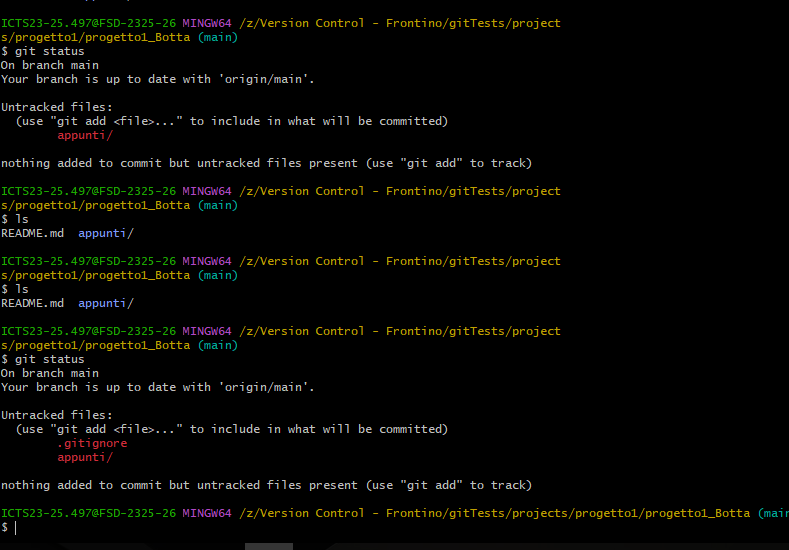 ICTS23-25.497@FSD-2325-26 MINGW64 /z/Version Control - Frontino/gitTests/project
s/progetto1/progetto1_Botta (main)
$ git status
On branch main
Your branch is up to date with 'origin/main'.
Untracked files:
(use "git add <file>..." to include in what will be committed)
appunti/
nothing added to commit but untracked files present (use "git add" to track)
ICTS23-25.497@FSD-2325-26 MINGW64 /z/Version Control - Frontino/gitTests/project
s/progetto1/progetto1_Botta (main)
$ ls
README.md appunti/
ICTS23-25.497@FSD-2325-26 MINGW64 /z/Version Control - Frontino/gitTests/project
s/progetto1/progetto1_Botta (main)
$ ls
README.md appunti/
ICTS23-25.497@FSD-2325-26 MINGW64 /z/Version Control - Frontino/gitTests/project
s/progetto1/progetto1_Botta (main)
$ git status
On branch main
Your branch is up to date with 'origin/main'.
Untracked files:
(use "git add <file>..." to include in what will be committed)
.gitignore
appunti/
nothing added to commit but untracked files present (use "git add" to track)
ICTS23-25.497@FSD-2325-26 MINGW64 /z/Version Control - Frontino/gitTests/projects/progetto1/progetto1_Botta (mai
$